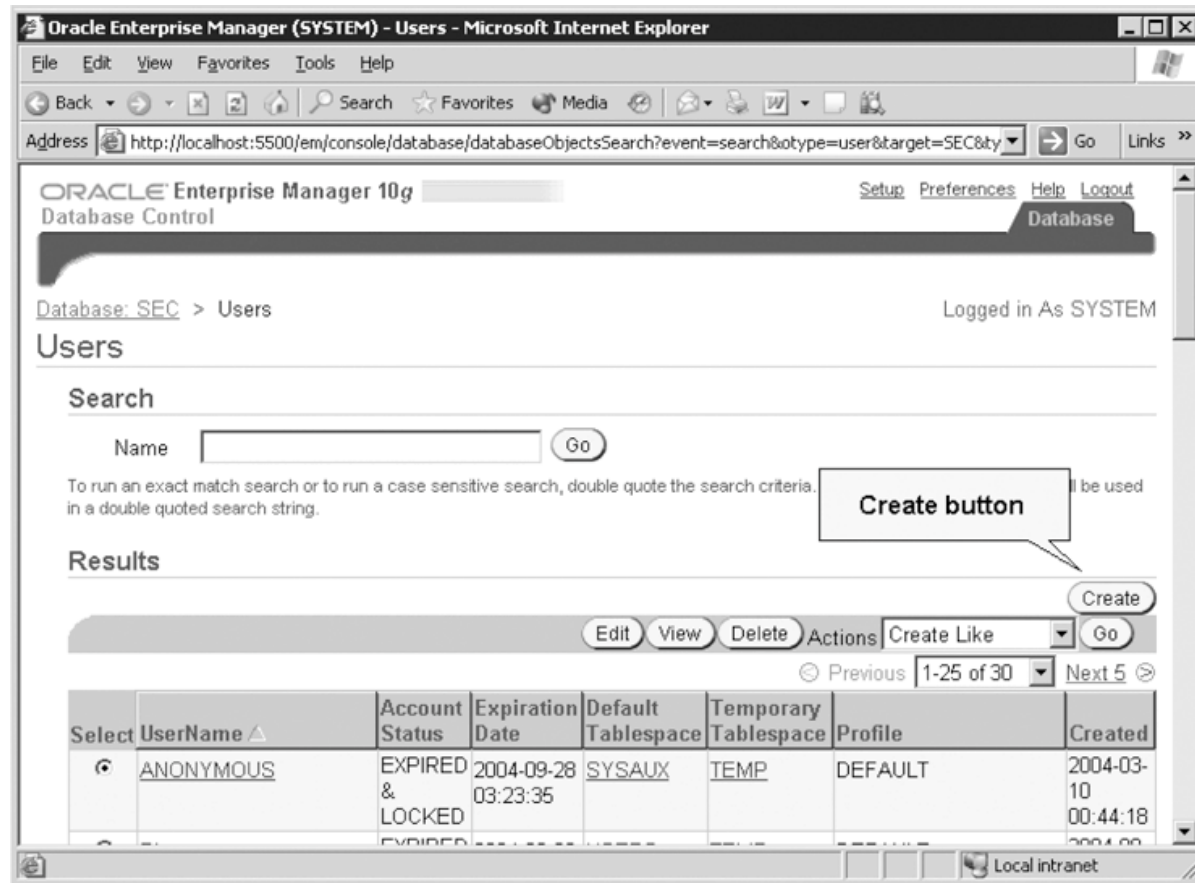 Oracle Enterprise Manager (SYSTEM) - Users - Microsoft Internet Explorer
File Edit View Favorites Tools Help
Back Search Favorites Media
Address http://localhost:5500/em/console/database/databaseObjectsSearch?event=search&otype=user&target=SEC&ty Go Links »
ORACLE Enterprise Manager 10g
Database Control
Setup Preferences Help Logout
Database
Database: SEC > Users
Logged in As SYSTEM
Users
Search
Name Go
To run an exact match search or to run a case sensitive search, double quote the search criteria. ll be used
in a double quoted search string.
Create button
Results
Create
Edit View Delete Actions Create Like Go
Previous 1-25 of 30 Next 5
Select UserName Account Status Expiration Date Default Tablespace Temporary Tablespace Profile Created
ANONYMOUS EXPIRED & LOCKED 2004-09-28 03:23:35 SYSAUX TEMP DEFAULT 2004-03-10 00:44:18
Local intranet